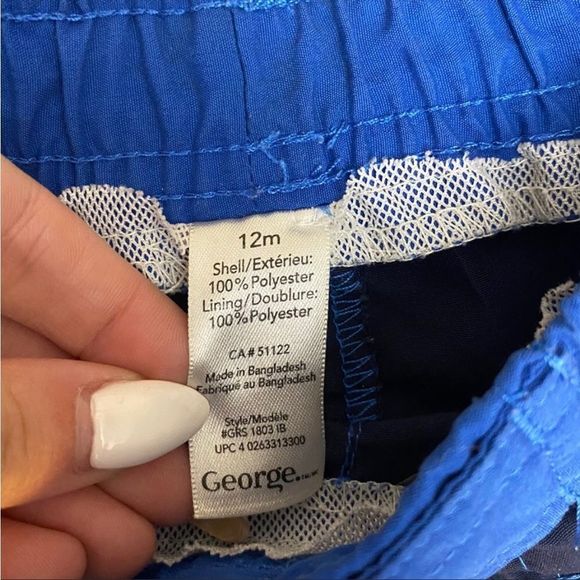 12m
Shell/Extérieu:
100% Polyester
Lining/Doublure:
100% Polyester
CA# 51122
Made in Bangladesh
Fabriqué au Bangladesh
Style/Modèle
#GRS 1803 IB
UPC 4 0263313300
George.